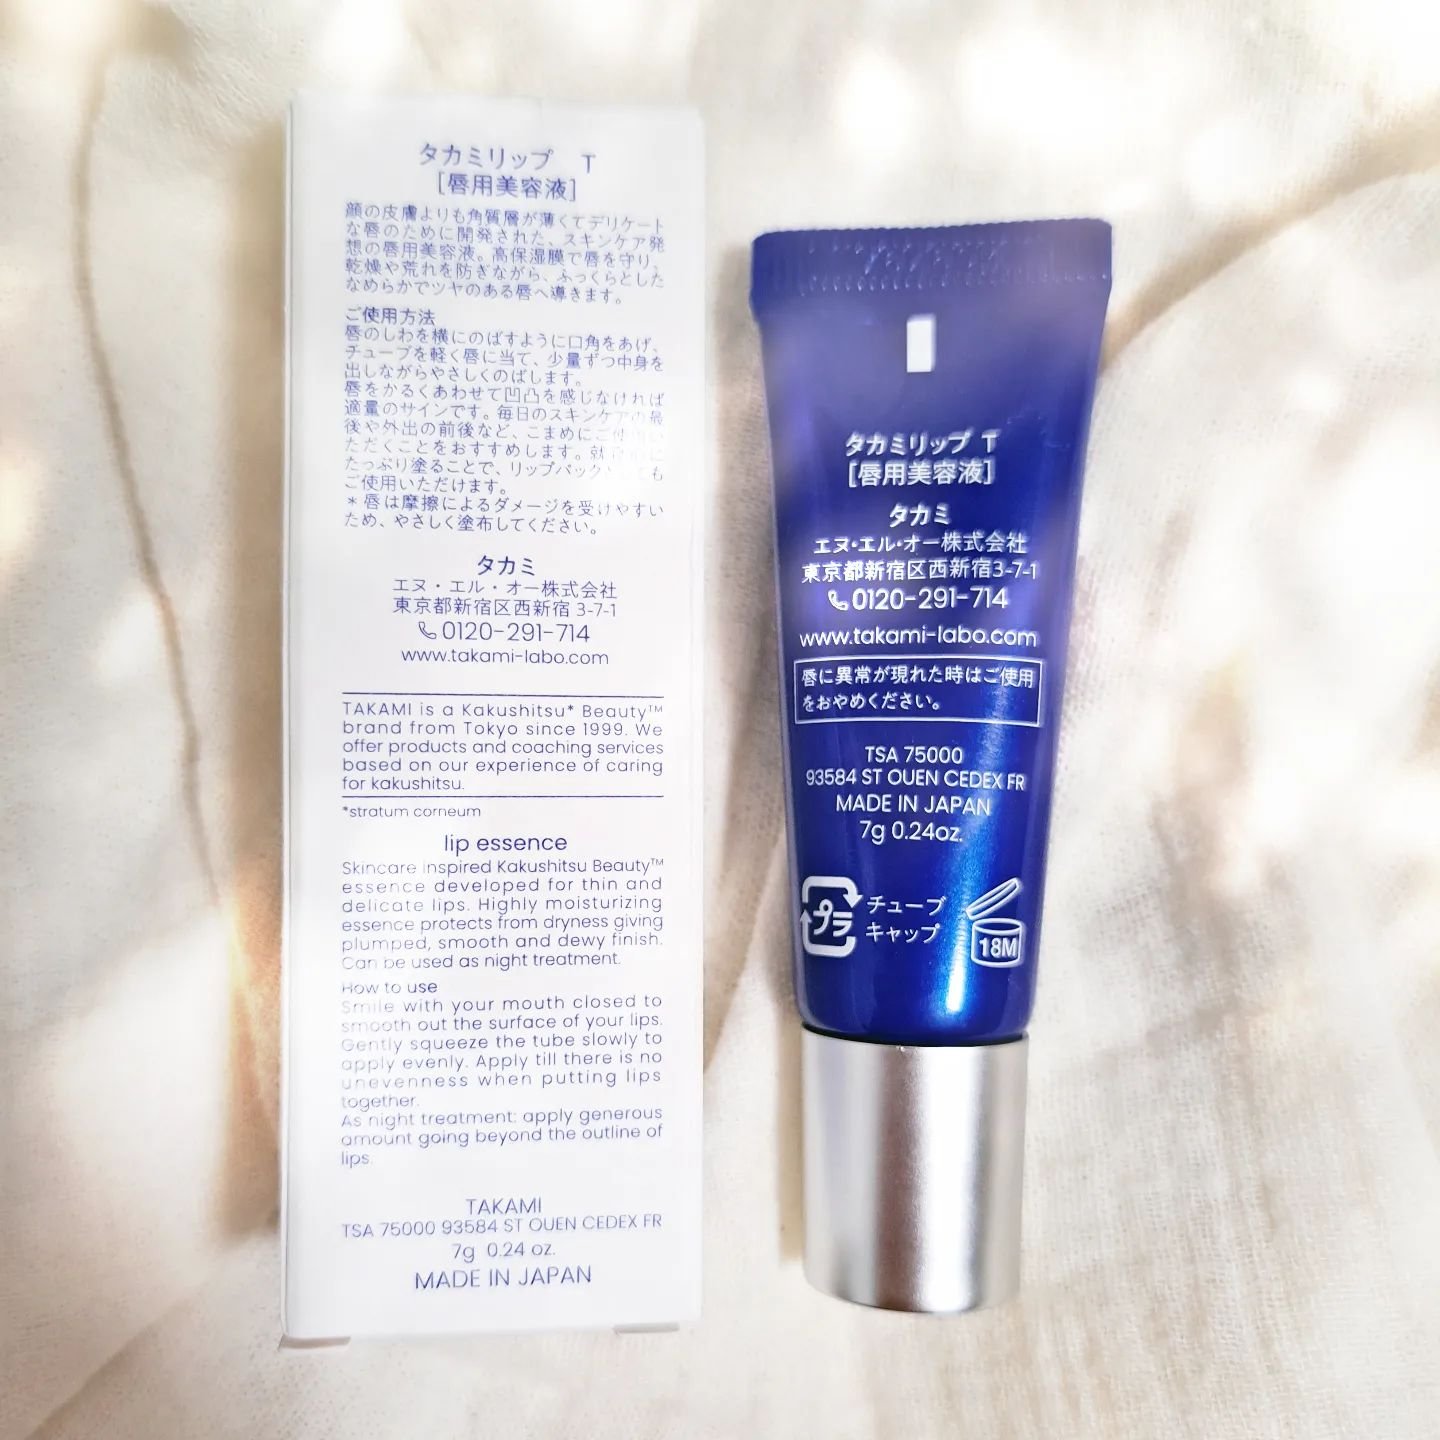 タカミリップ T
[唇用美容液]
顔の皮膚よりも角質層が薄くてデリケート
な唇のために開発された、スキンケア発
想の唇用美容液。高保湿膜で唇を守り、
乾燥や荒れを防ぎながら、ふっくらとした
なめらかでツヤのある唇へ導きます。
ご使用方法
唇のしわを横にのばすように口角をあげ、
チューブを軽く唇に当て、少量ずつ中身を
出しながらやさしくのばします。
唇をかるくあわせて凹凸を感じなければ
適量のサインです。毎日のスキンケアの最
後や外出の前後など、こまめにご使用い
ただくことをおすすめします。就
たっぷり塗ることで、リップパック も
ご使用いただけます。
*唇は摩擦によるダメージを受けやすい
ため、やさしく塗布してください。
タカミ
エヌ・エル・オー株式会社
東京都新宿区西新宿 3-7-1
0120-291-714
www.takami-labo.com
TAKAMI is a Kakushitsu* Beauty™
brand from Tokyo since 1999. We
offer products and coaching services
based on our experience of caring
for kakushitsu.
*stratum corneum
lip essence
Skincare inspired Kakushitsu Beauty™
essence developed for thin and
delicate lips. Highly moisturizing
essence protects from dryness giving
plumped, smooth and dewy finish.
Can be used as night treatment.
How to use
Smile with your mouth closed to
smooth out the surface of your lips.
Gently squeeze the tube slowly to
apply evenly. Apply till there is no
unevenness when putting lips
together.
As night treatment: apply generous
amount going beyond the outline of
lips.
TAKAMI
TSA 75000 93584 ST OUEN CEDEX FR
7g 0.24 oz.
MADE IN JAPAN
タカミリップ T
[唇用美容液]
タカミ
エヌ・エル・オー株式会社
東京都新宿区西新宿3-7-1
0120-291-714
www.takami-labo.com
唇に異常が現れた時はご使用
をおやめください。
TSA 75000
93584 ST OUEN CEDEX FR
MADE IN JAPAN
7g 0.24oz.
プラ
チューブ
キャップ
18M